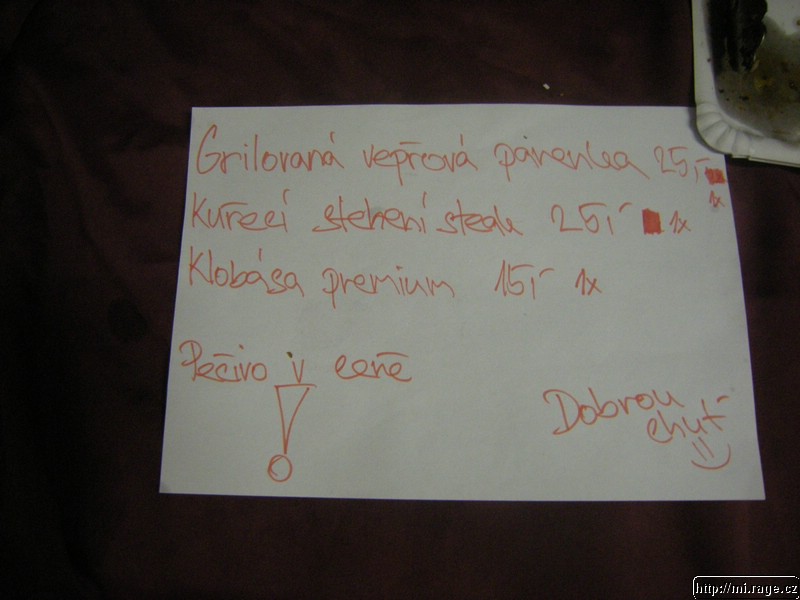 Grilovaná vepřová panenka 25,-
1x
Kuřecí stehení steak 25,- 1x
Klobása premium 15,- 1x
Pečivo v ceně
!
Dobrou
chuť
http://mi.rage.cz